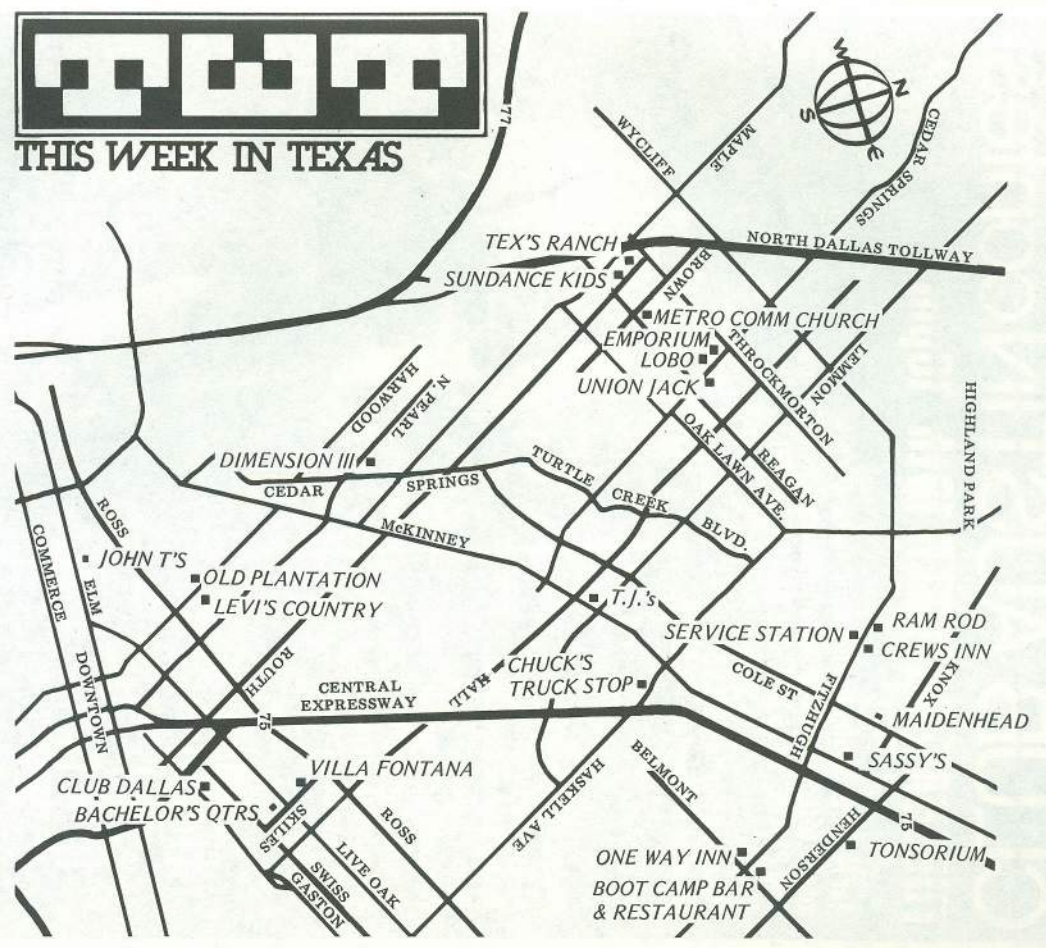 TWT
THIS WEEK IN TEXAS
W
N
S
E
77
WYCLIFF
MAPLE
CEDAR SPRINGS
NORTH DALLAS TOLLWAY
TEX'S RANCH
SUNDANCE KIDS
BROWN
METRO COMM CHURCH
EMPORIUM
LOBO
UNION JACK
THROCKMORTON
LEMMON
HIGHLAND PARK
HARWOOD
N. PEARL
DIMENSION III
CEDAR SPRINGS
TURTLE CREEK BLVD.
OAK LAWN AVE.
REAGAN
McKINNEY
ROSS
COMMERCE
ELM
DOWNTOWN
JOHN T'S
OLD PLANTATION
LEVI'S COUNTRY
T.J.'s
SERVICE STATION
RAM ROD
CREWS INN
KNOX
ROUTH
HALL
CHUCK'S
TRUCK STOP
COLE ST
FITZHUGH
MAIDENHEAD
CENTRAL
EXPRESSWAY
75
SASSY'S
VILLA FONTANA
CLUB DALLAS
BACHELOR'S QTRS
SKILES
ROSS
LIVE OAK
SWISS
GASTON
HASKELL AVE
BELMONT
HENDERSON
75
TONSORIUM
ONE WAY INN
BOOT CAMP BAR
& RESTAURANT